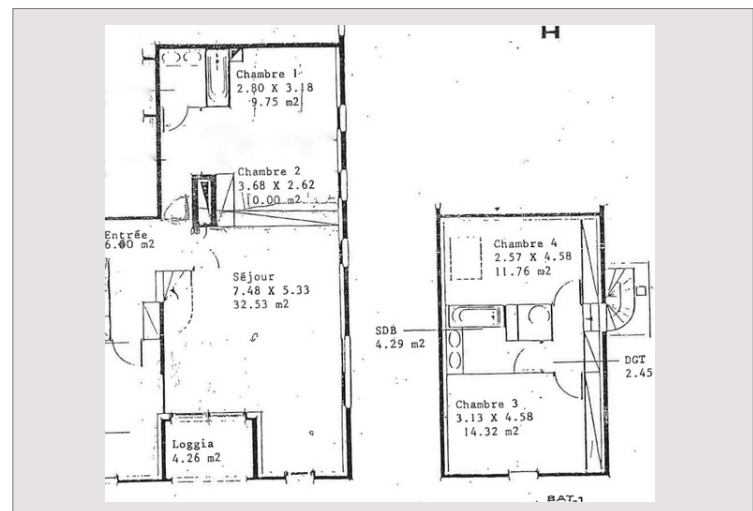 H
Chambre 1
2.80 X 3.18
9.75 m2
Chambre 2
3.68 X 2.62
10.00 m2
Entrée
6.00 m2
Séjour
7.48 X 5.33
32.53 m2
Loggia
4.26 m2
Chambre 4
2.57 X 4.58
11.76 m2
SDB
4.29 m2
DGT
2.45
Chambre 3
3.13 X 4.58
14.32 m2
BAT-1